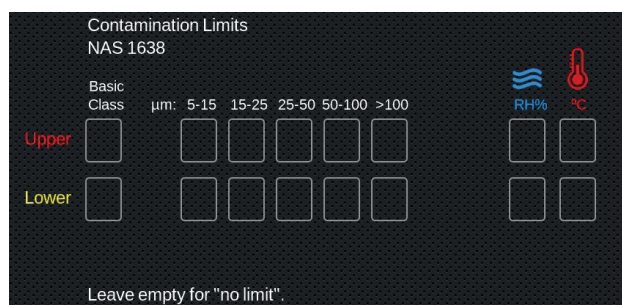 Contamination Limits
NAS 1638
Basic
Class µm: 5-15 15-25 25-50 50-100 >100 RH% ºC
Upper
Lower
Leave empty for "no limit".